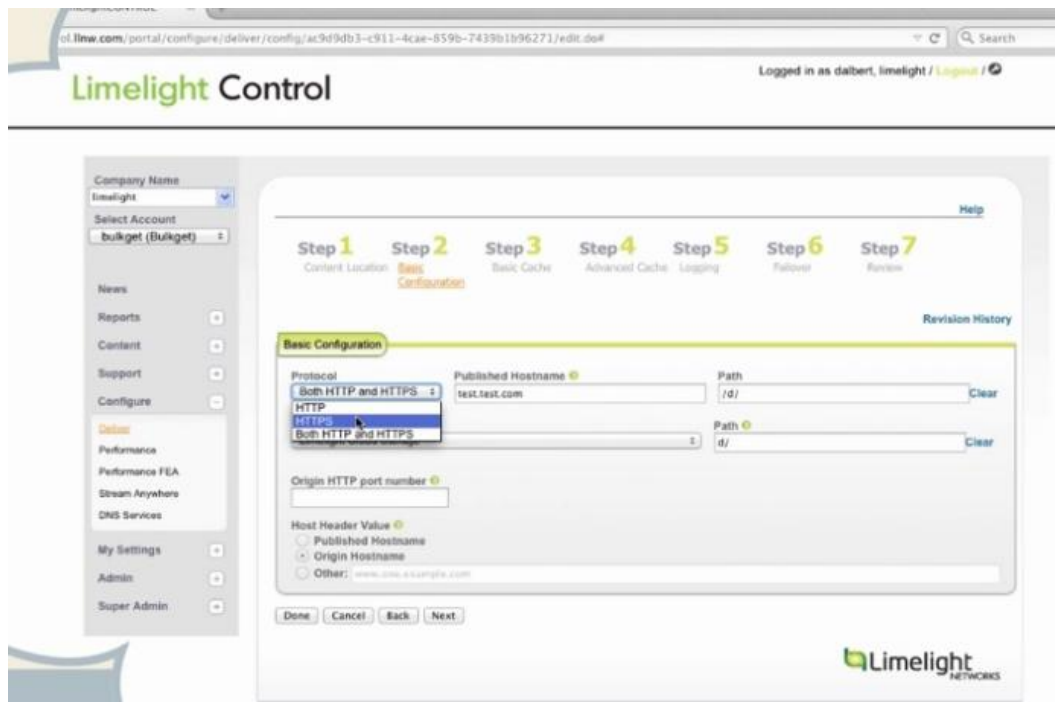 ol.llnw.com/portal/configure/deliver/config/ac9d9db3-c911-4cae-859b-7439b1b96271/edit.do#
Search
Limelight Control
Logged in as dalbert, limelight / Logout /
Company Name
limelight
Select Account
bulkget (Bulkget)
News
Reports
Content
Support
Configure
Deliver
Performance
Performance FEA
Stream Anywhere
DNS Services
My Settings
Admin
Super Admin
Help
Step 1 Step 2 Step 3 Step 4 Step 5 Step 6 Step 7
Content Location Basic Configuration Basic Cache Advanced Cache Logging Failover Review
Revision History
Basic Configuration
Protocol Published Hostname Path
Both HTTP and HTTPS test.test.com /d/ Clear
HTTP
HTTPS
Both HTTP and HTTPS
Path
d/ Clear
Origin HTTP port number
Host Header Value
Published Hostname
Origin Hostname
Other: www.one.example.com
Done Cancel Back Next
Limelight
NETWORKS